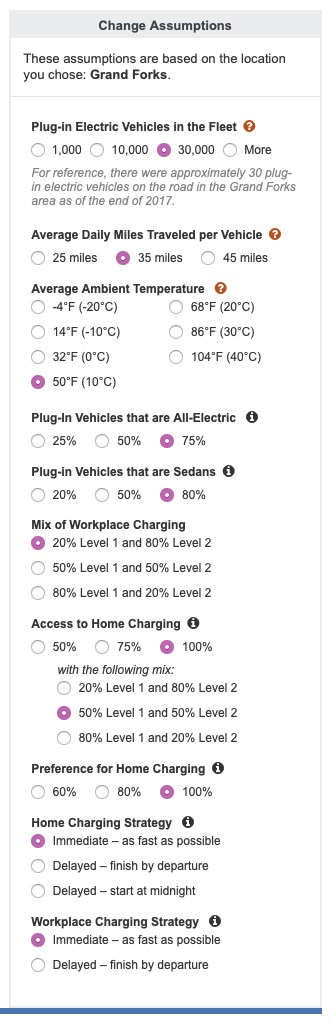 Change Assumptions
These assumptions are based on the location
you chose: Grand Forks.
Plug-in Electric Vehicles in the Fleet ?
1,000 10,000 30,000 More
For reference, there were approximately 30 plug-
in electric vehicles on the road in the Grand Forks
area as of the end of 2017.
Average Daily Miles Traveled per Vehicle ?
25 miles 35 miles 45 miles
Average Ambient Temperature ?
-4°F (-20°C) 68°F (20°C)
14°F (-10°C) 86°F (30°C)
32°F (0°C) 104°F (40°C)
50°F (10°C)
Plug-In Vehicles that are All-Electric i
25% 50% 75%
Plug-in Vehicles that are Sedans i
20% 50% 80%
Mix of Workplace Charging
20% Level 1 and 80% Level 2
50% Level 1 and 50% Level 2
80% Level 1 and 20% Level 2
Access to Home Charging i
50% 75% 100%
with the following mix:
20% Level 1 and 80% Level 2
50% Level 1 and 50% Level 2
80% Level 1 and 20% Level 2
Preference for Home Charging i
60% 80% 100%
Home Charging Strategy i
Immediate – as fast as possible
Delayed – finish by departure
Delayed – start at midnight
Workplace Charging Strategy i
Immediate – as fast as possible
Delayed – finish by departure